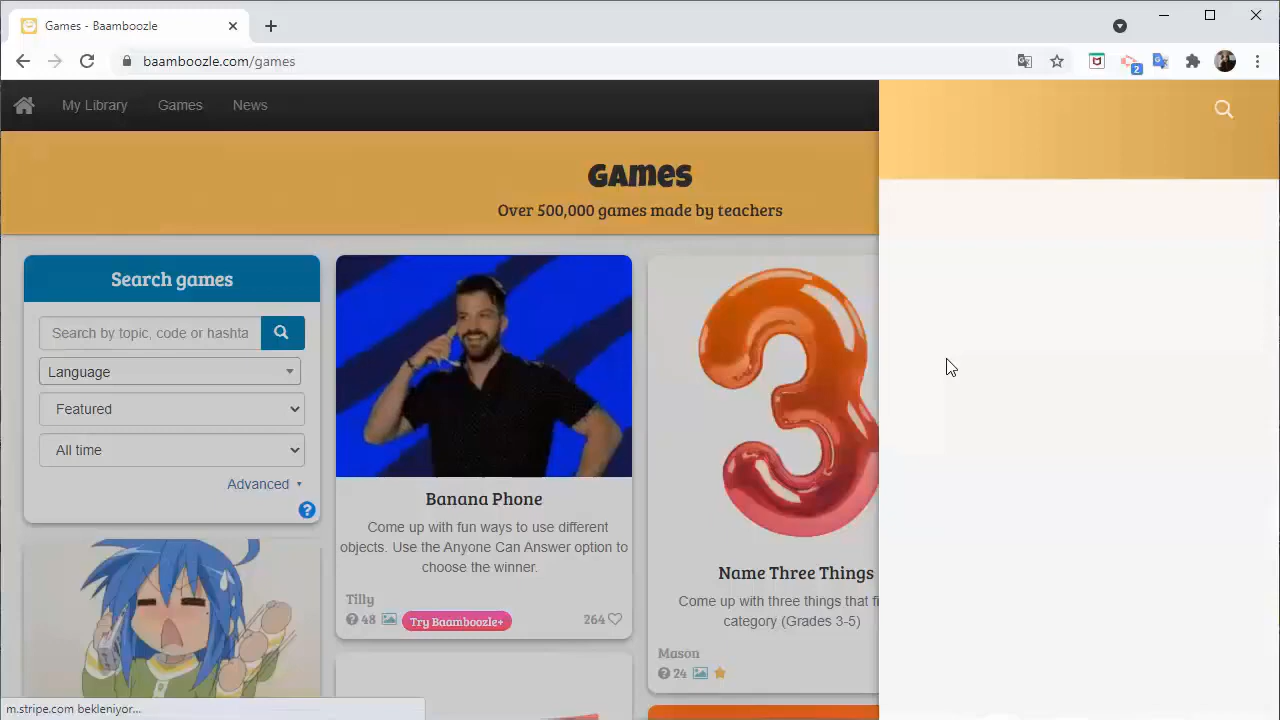 Games - Baamboozle
baamboozle.com/games
2
My Library
Games
News
Games
Over 500,000 games made by teachers
Search games
Search by topic, code or hashta
Language
Featured
All time
Advanced
?
Banana Phone
Come up with fun ways to use different
objects. Use the Anyone Can Answer option to
choose the winner.
Tilly
48
Try Baamboozle+
264
Name Three Things
Come up with three things that fi
category (Grades 3-5)
Mason
24
m.stripe.com bekleniyor...